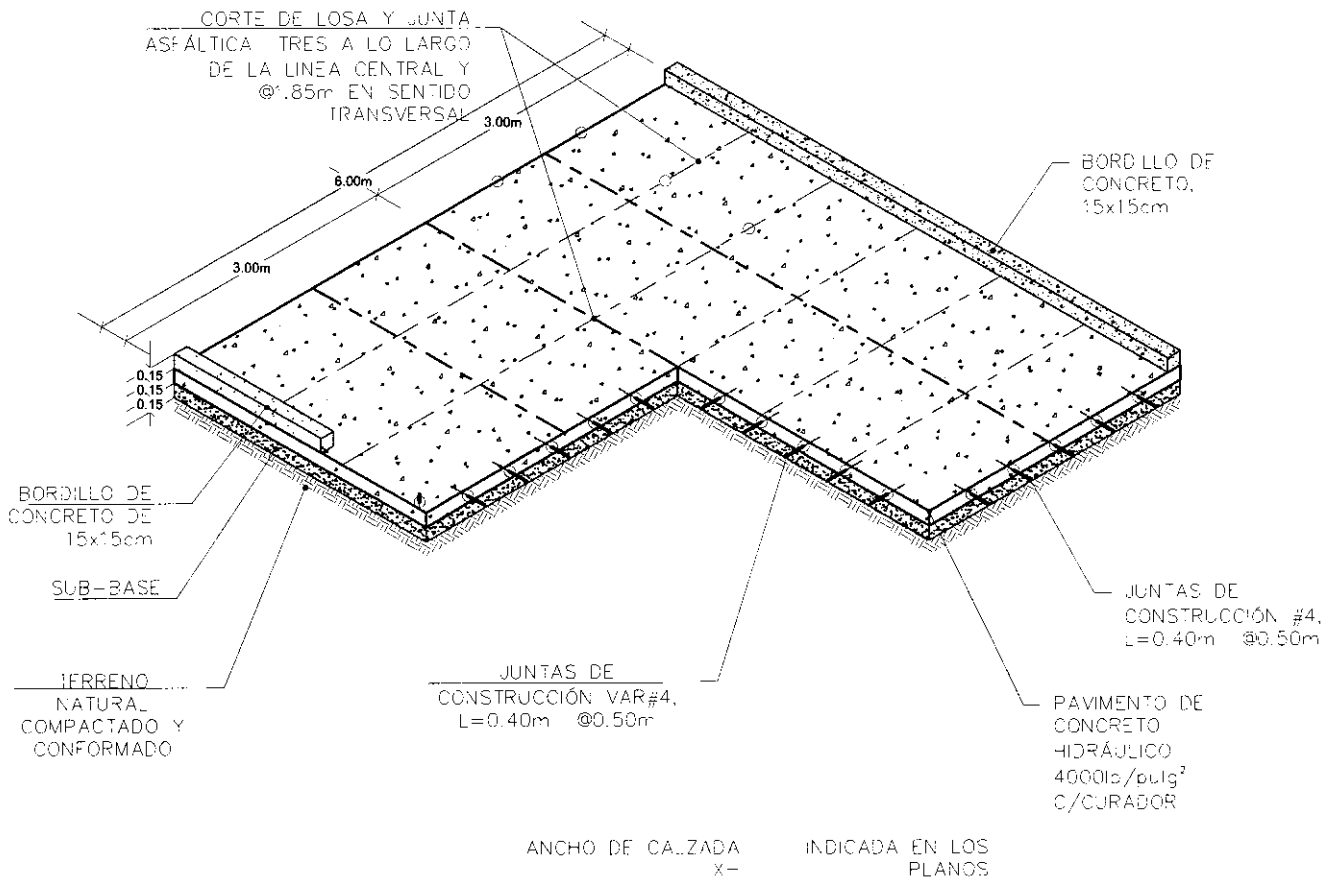 CORTE DE LOSA Y JUNTA
ASFÁLTICA TRES A LO LARGO
DE LA LINEA CENTRAL Y
@1.85m EN SENTIDO
TRANSVERSAL
3.00m
6.00m
3.00m
BORDILLO DE
CONCRETO,
15x15cm
0.15
0.15
0.15
BORDILLO DE
CONCRETO DE
15x15cm
SUB-BASE
TERRENO
NATURAL
COMPACTADO Y
CONFORMADO
JUNTAS DE
CONSTRUCCIÓN VAR#4,
L=0.40m @0.50m
JUNTAS DE
CONSTRUCCIÓN #4,
L=0.40m @0.50m
PAVIMENTO DE
CONCRETO
HIDRÁULICO
4000lb/pulg²
C/CURADOR
ANCHO DE CALZADA INDICADA EN LOS
X- PLANOS